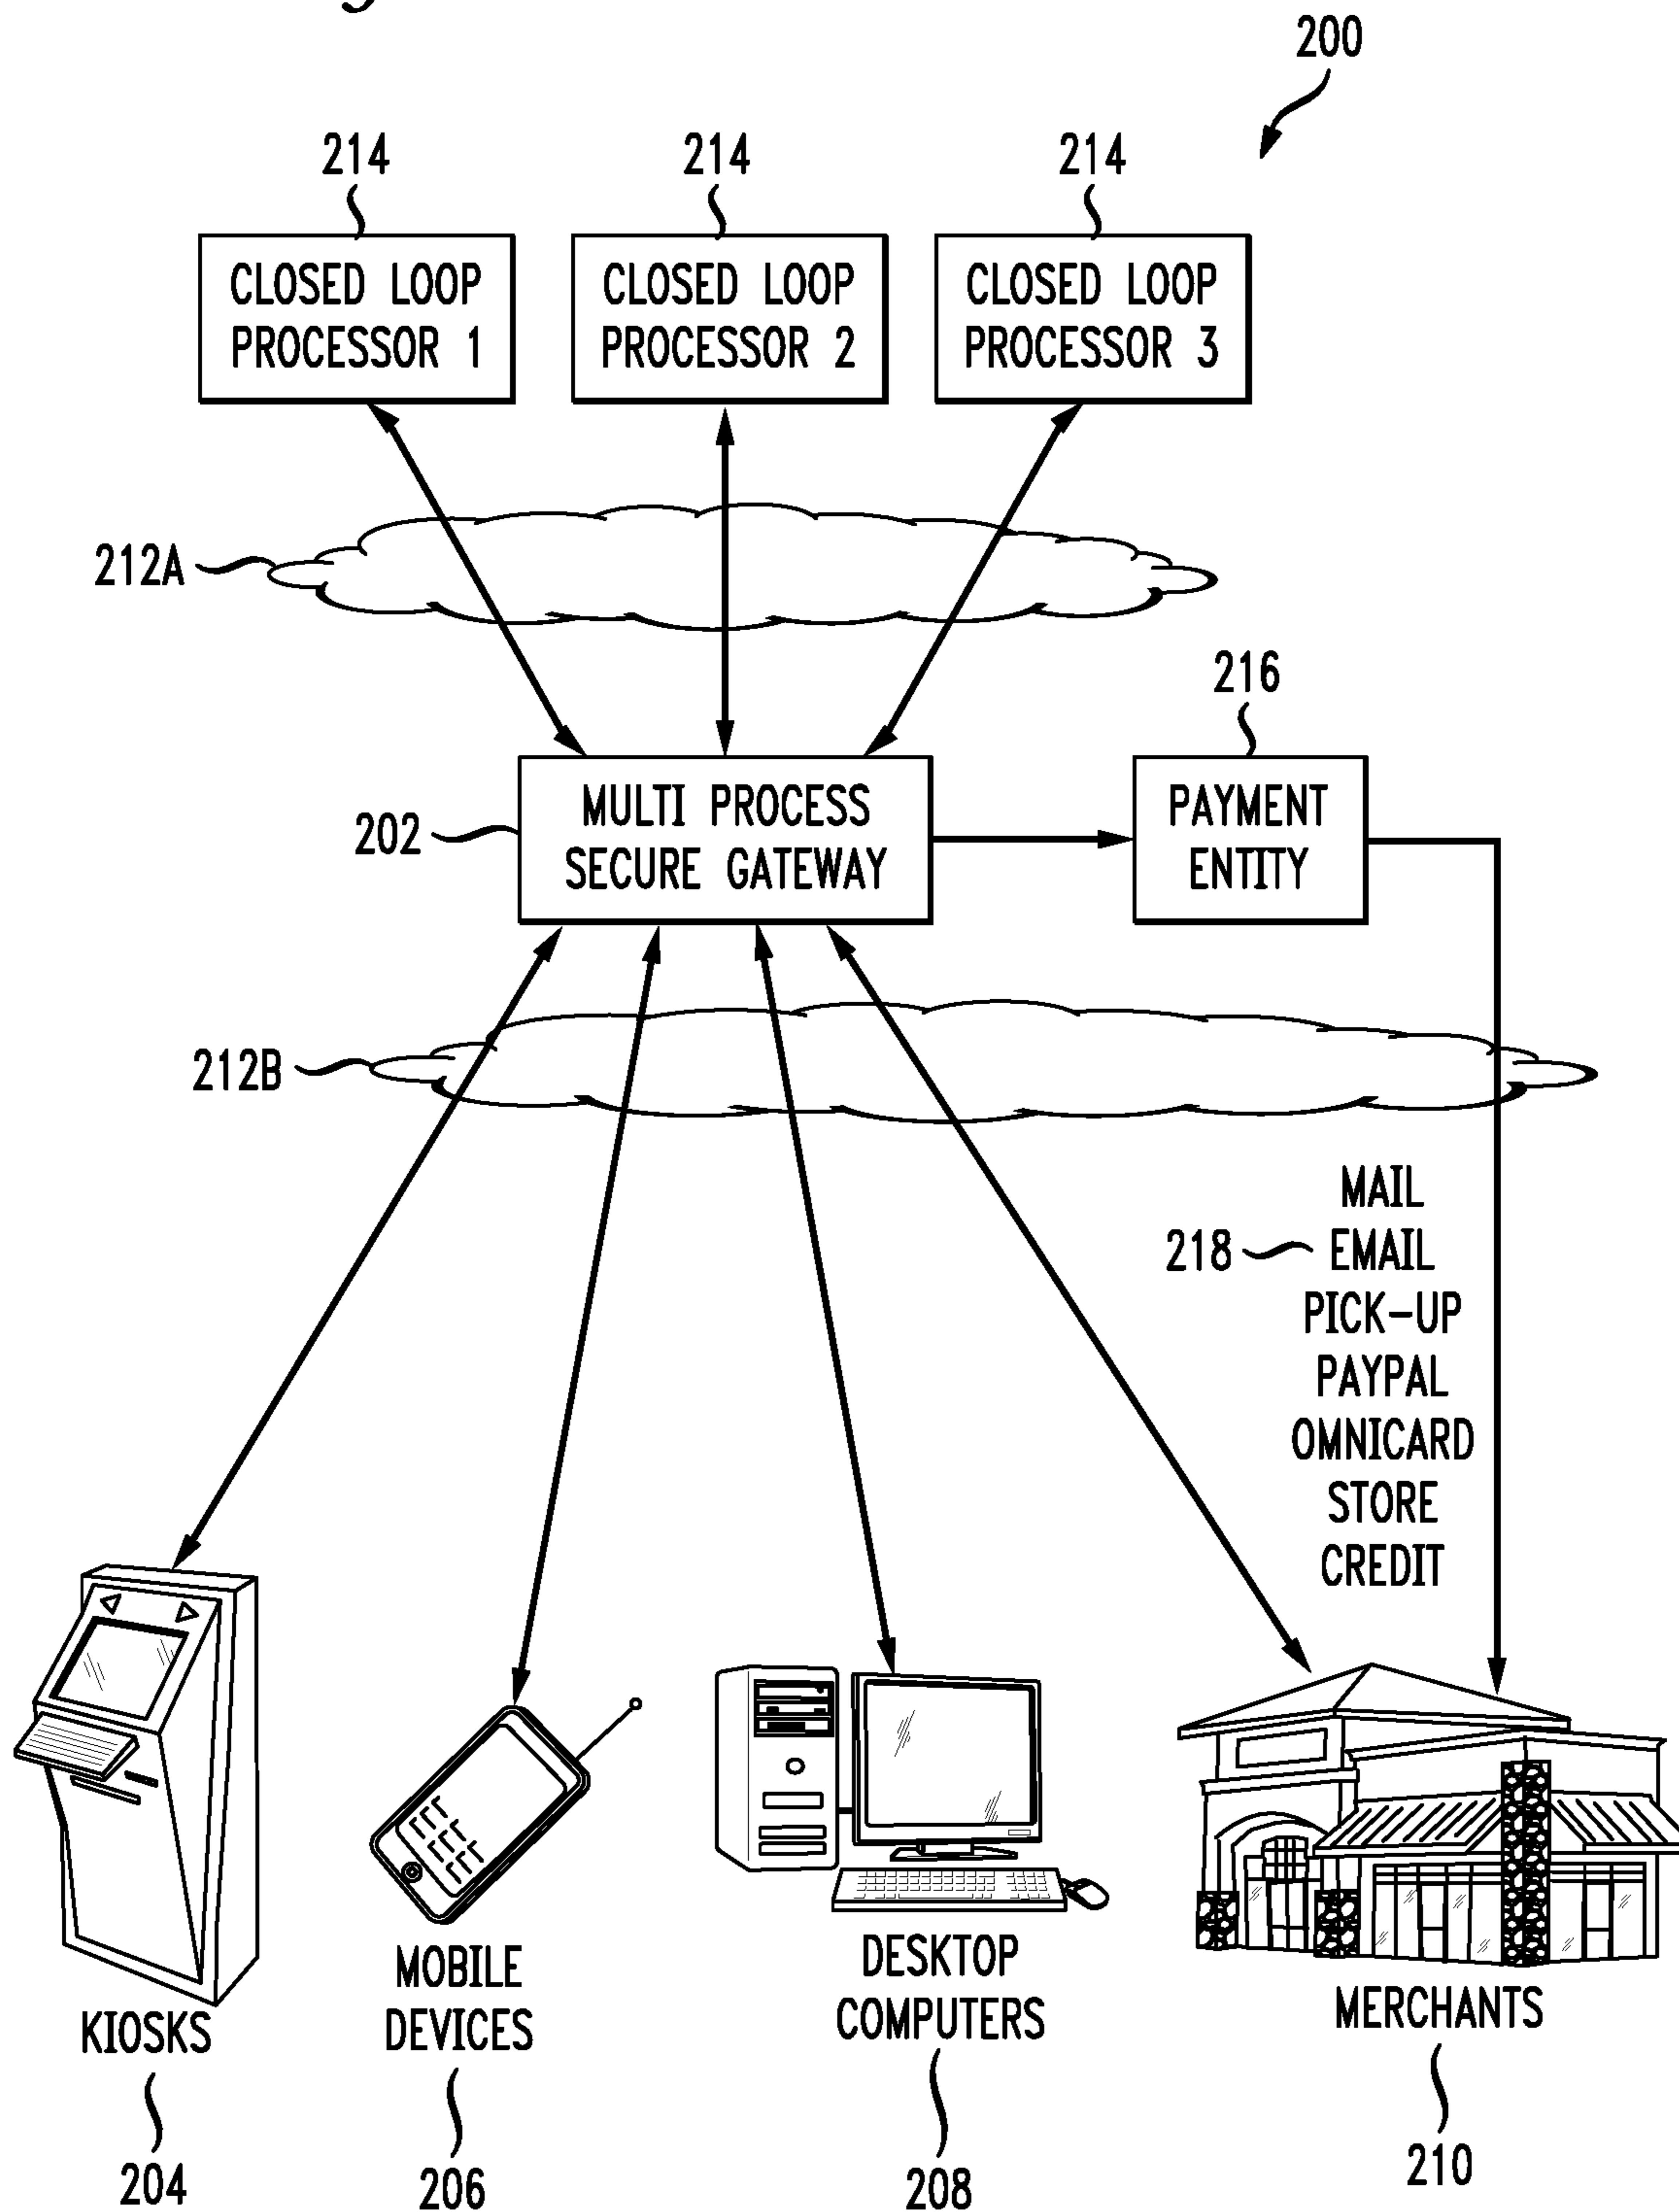 200
214
214
214
CLOSED LOOP
PROCESSOR 1
CLOSED LOOP
PROCESSOR 2
CLOSED LOOP
PROCESSOR 3
212A
216
202
MULTI PROCESS
SECURE GATEWAY
PAYMENT
ENTITY
212B
218
MAIL
EMAIL
PICK-UP
PAYPAL
OMNICARD
STORE
CREDIT
KIOSKS
204
MOBILE
DEVICES
206
DESKTOP
COMPUTERS
208
MERCHANTS
210